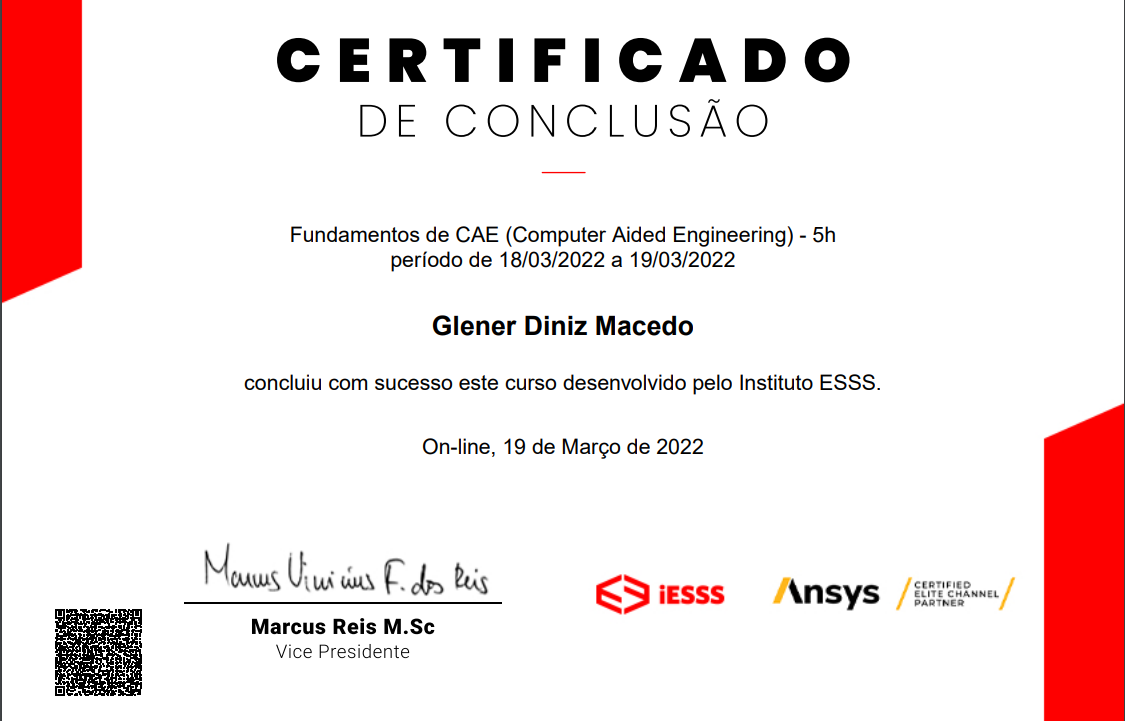 CERTIFICADO
DE CONCLUSÃO
Fundamentos de CAE (Computer Aided Engineering) - 5h
período de 18/03/2022 a 19/03/2022
Glener Diniz Macedo
concluiu com sucesso este curso desenvolvido pelo Instituto ESSS.
On-line, 19 de Março de 2022
Marcus Vinicius F. dos Reis
Marcus Reis M.Sc
Vice Presidente
iESSS
Ansys
CERTIFIED
ELITE CHANNEL
PARTNER